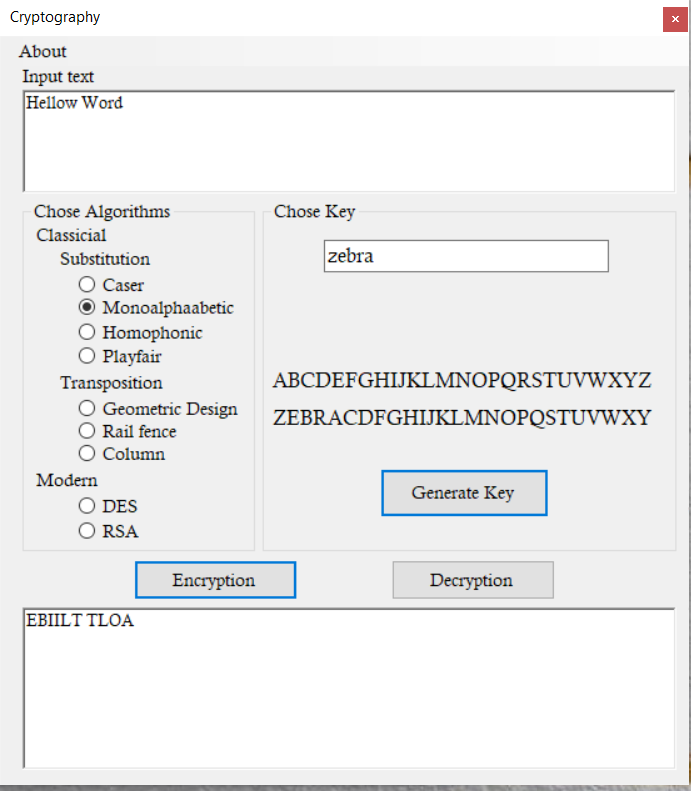 Cryptography
About
Input text
Hellow Word
Chose Algorithms
Classicial
Substitution
Caser
Monoalphaabetic
Homophonic
Playfair
Transposition
Geometric Design
Rail fence
Column
Modern
DES
RSA
Chose Key
zebra
ABCDEFGHIJKLMNOPQRSTUVWXYZ
ZEBRACDFGHIJKLMNOPQSTUVWXY
Generate Key
Encryption
Decryption
EBIILT TLOA